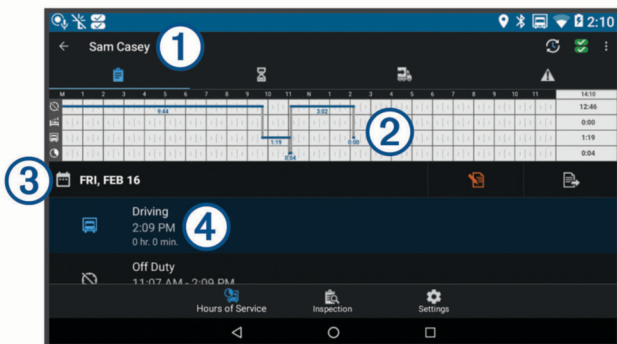 2:10
Sam Casey
1
M 1 2 3 4 5 6 7 8 9 10 11 N 1 2 3 4 5 6 7 8 9 10 11 14:10
9:44 3:02 12:46
0:00
1:19 0:00 1:19
0:04 0:04
2
3
FRI, FEB 16
Driving
2:09 PM
0 hr. 0 min.
4
Off Duty
11:07 AM - 2:09 PM
Hours of Service Inspection Settings